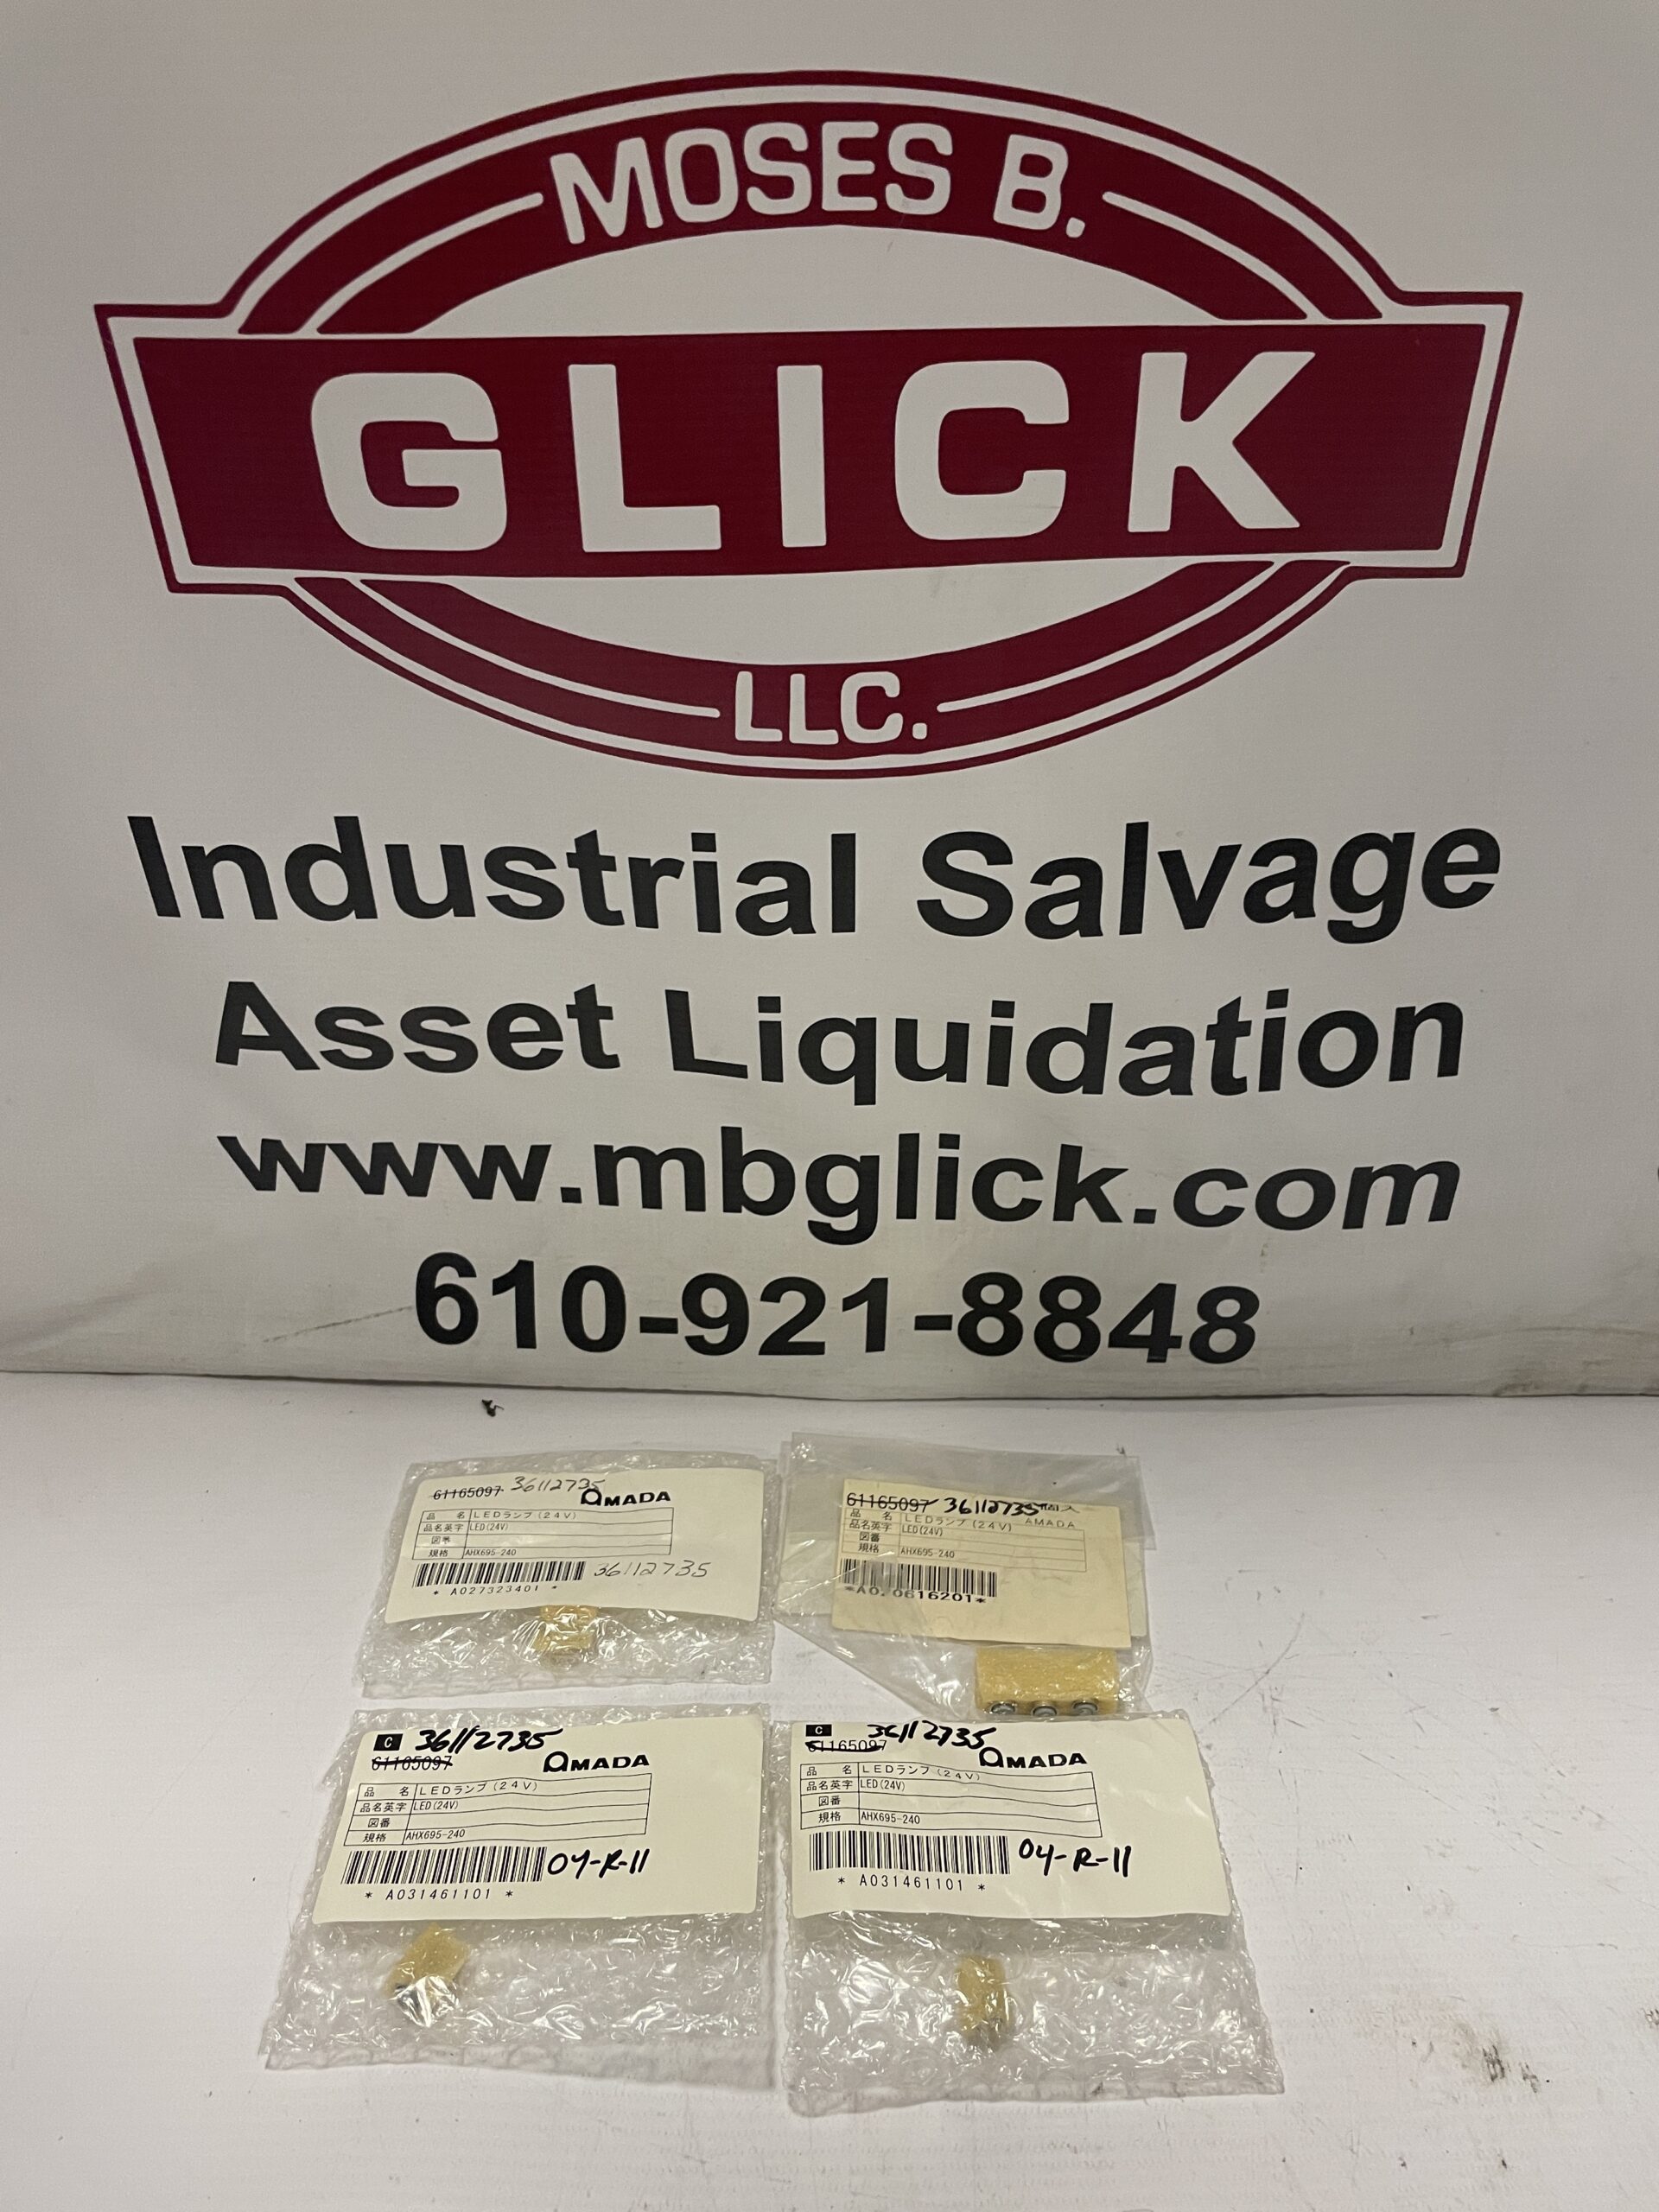 MOSES B.
GLICK
LLC.
Industrial Salvage
Asset Liquidation
www.mbglick.com
610-921-8848
61165097 36112735
AMADA
品名 LEDランプ(24V)
品名英字 LED(24V)
図番
規格 AHX695-240
36112735
* A027323401 *
61165097 36112735
AMADA
品名 LEDランプ(24V)
品名英字 LED(24V)
図番
規格 AHX695-240
C 36112735
61165097
AMADA
品名 LEDランプ(24V)
品名英字 LED(24V)
図番
規格 AHX695-240
04-R-11
* A031461101 *
C 36112735
61165097
AMADA
品名 LEDランプ(24V)
品名英字 LED(24V)
図番
規格 AHX695-240
04-R-11
* A031461101 *